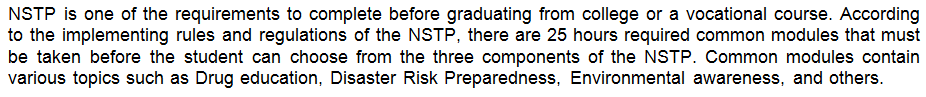 NSTP is one of the requirements to complete before graduating from college or a vocational course. According
to the implementing rules and regulations of the NSTP, there are 25 hours required common modules that must
be taken before the student can choose from the three components of the NSTP. Common modules contain
various topics such as Drug education, Disaster Risk Preparedness, Environmental awareness, and others.